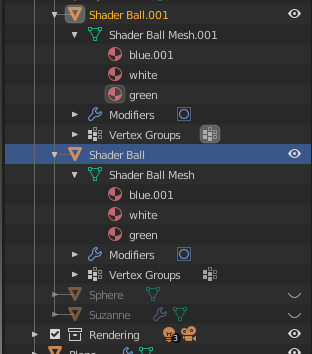 Shader Ball.001
Shader Ball Mesh.001
blue.001
white
green
Modifiers
Vertex Groups
Shader Ball
Shader Ball Mesh
blue.001
white
green
Modifiers
Vertex Groups
Sphere
Suzanne
Rendering 3